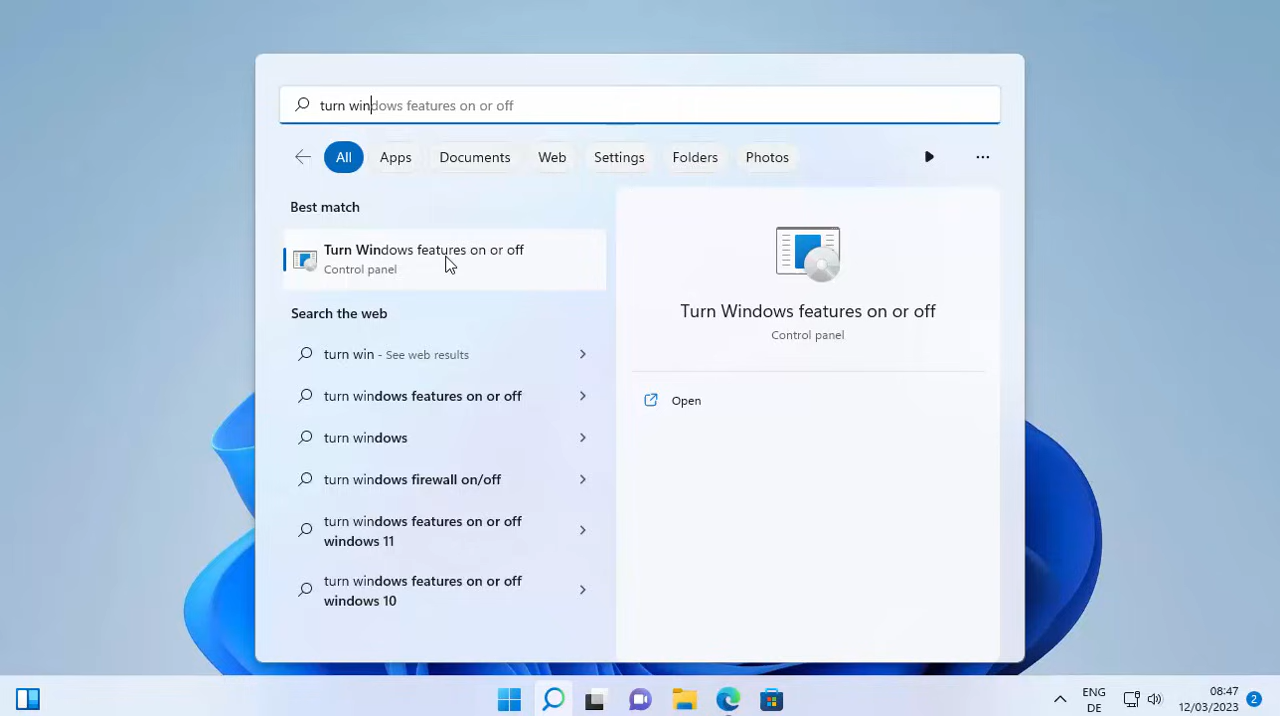 turn windows features on or off
All Apps Documents Web Settings Folders Photos ...
Best match
Turn Windows features on or off
Control panel
Search the web
turn win - See web results
turn windows features on or off
turn windows
turn windows firewall on/off
turn windows features on or off
windows 11
turn windows features on or off
windows 10
Turn Windows features on or off
Control panel
Open
ENG
DE
08:47
12/03/2023
2